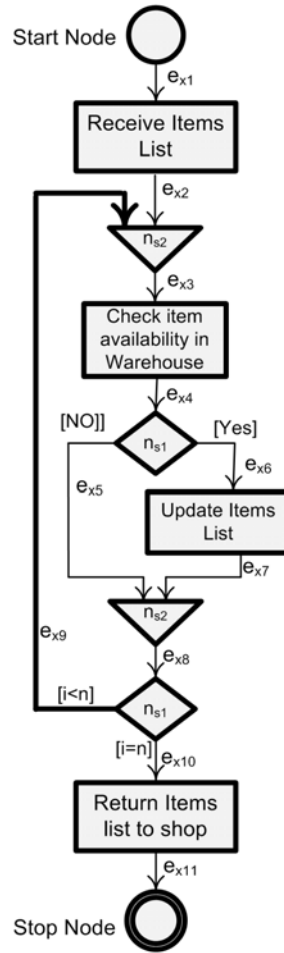 Start Node
ex1
Receive Items
List
ex2
ns2
ex3
Check item
availability in
Warehouse
ex4
[NO]]
[Yes]
ns1
ex6
ex5
Update Items
List
ex7
ns2
ex9
ex8
[i<n]
ns1
[i=n]
ex10
Return Items
list to shop
ex11
Stop Node